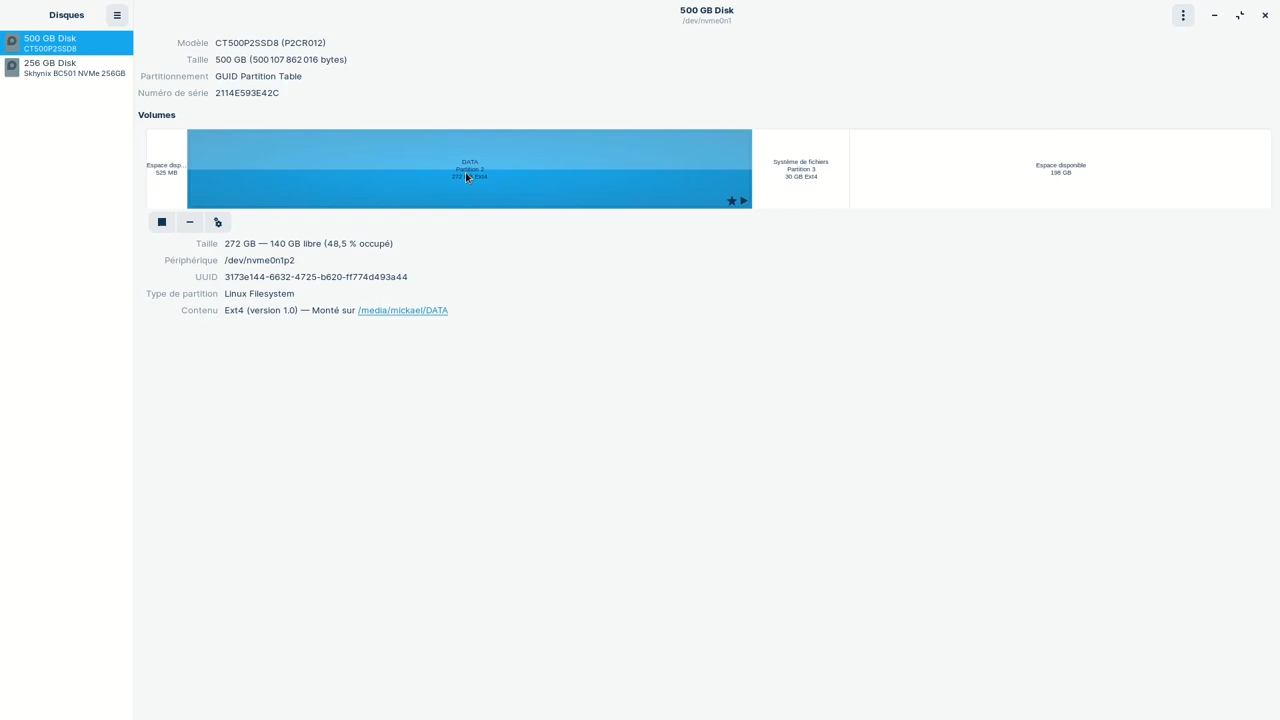 Disques
500 GB Disk
/dev/nvme0n1
500 GB Disk
CT500P2SSD8
256 GB Disk
Skhynix BC501 NVMe 256GB
Modèle CT500P2SSD8 (P2CR012)
Taille 500 GB (500 107 862 016 bytes)
Partitionnement GUID Partition Table
Numéro de série 2114E593E42C
Volumes
Espace disp…
525 MB
DATA
Partition 2
Ext4
Système de fichiers
Partition 3
30 GB Ext4
Espace disponible
198 GB
Taille 272 GB — 140 GB libre (48,5 % occupé)
Périphérique /dev/nvme0n1p2
UUID 3173e144-6632-4725-b620-ff774d493a44
Type de partition Linux Filesystem
Contenu Ext4 (version 1.0) — Monté sur /media/mickael/DATA